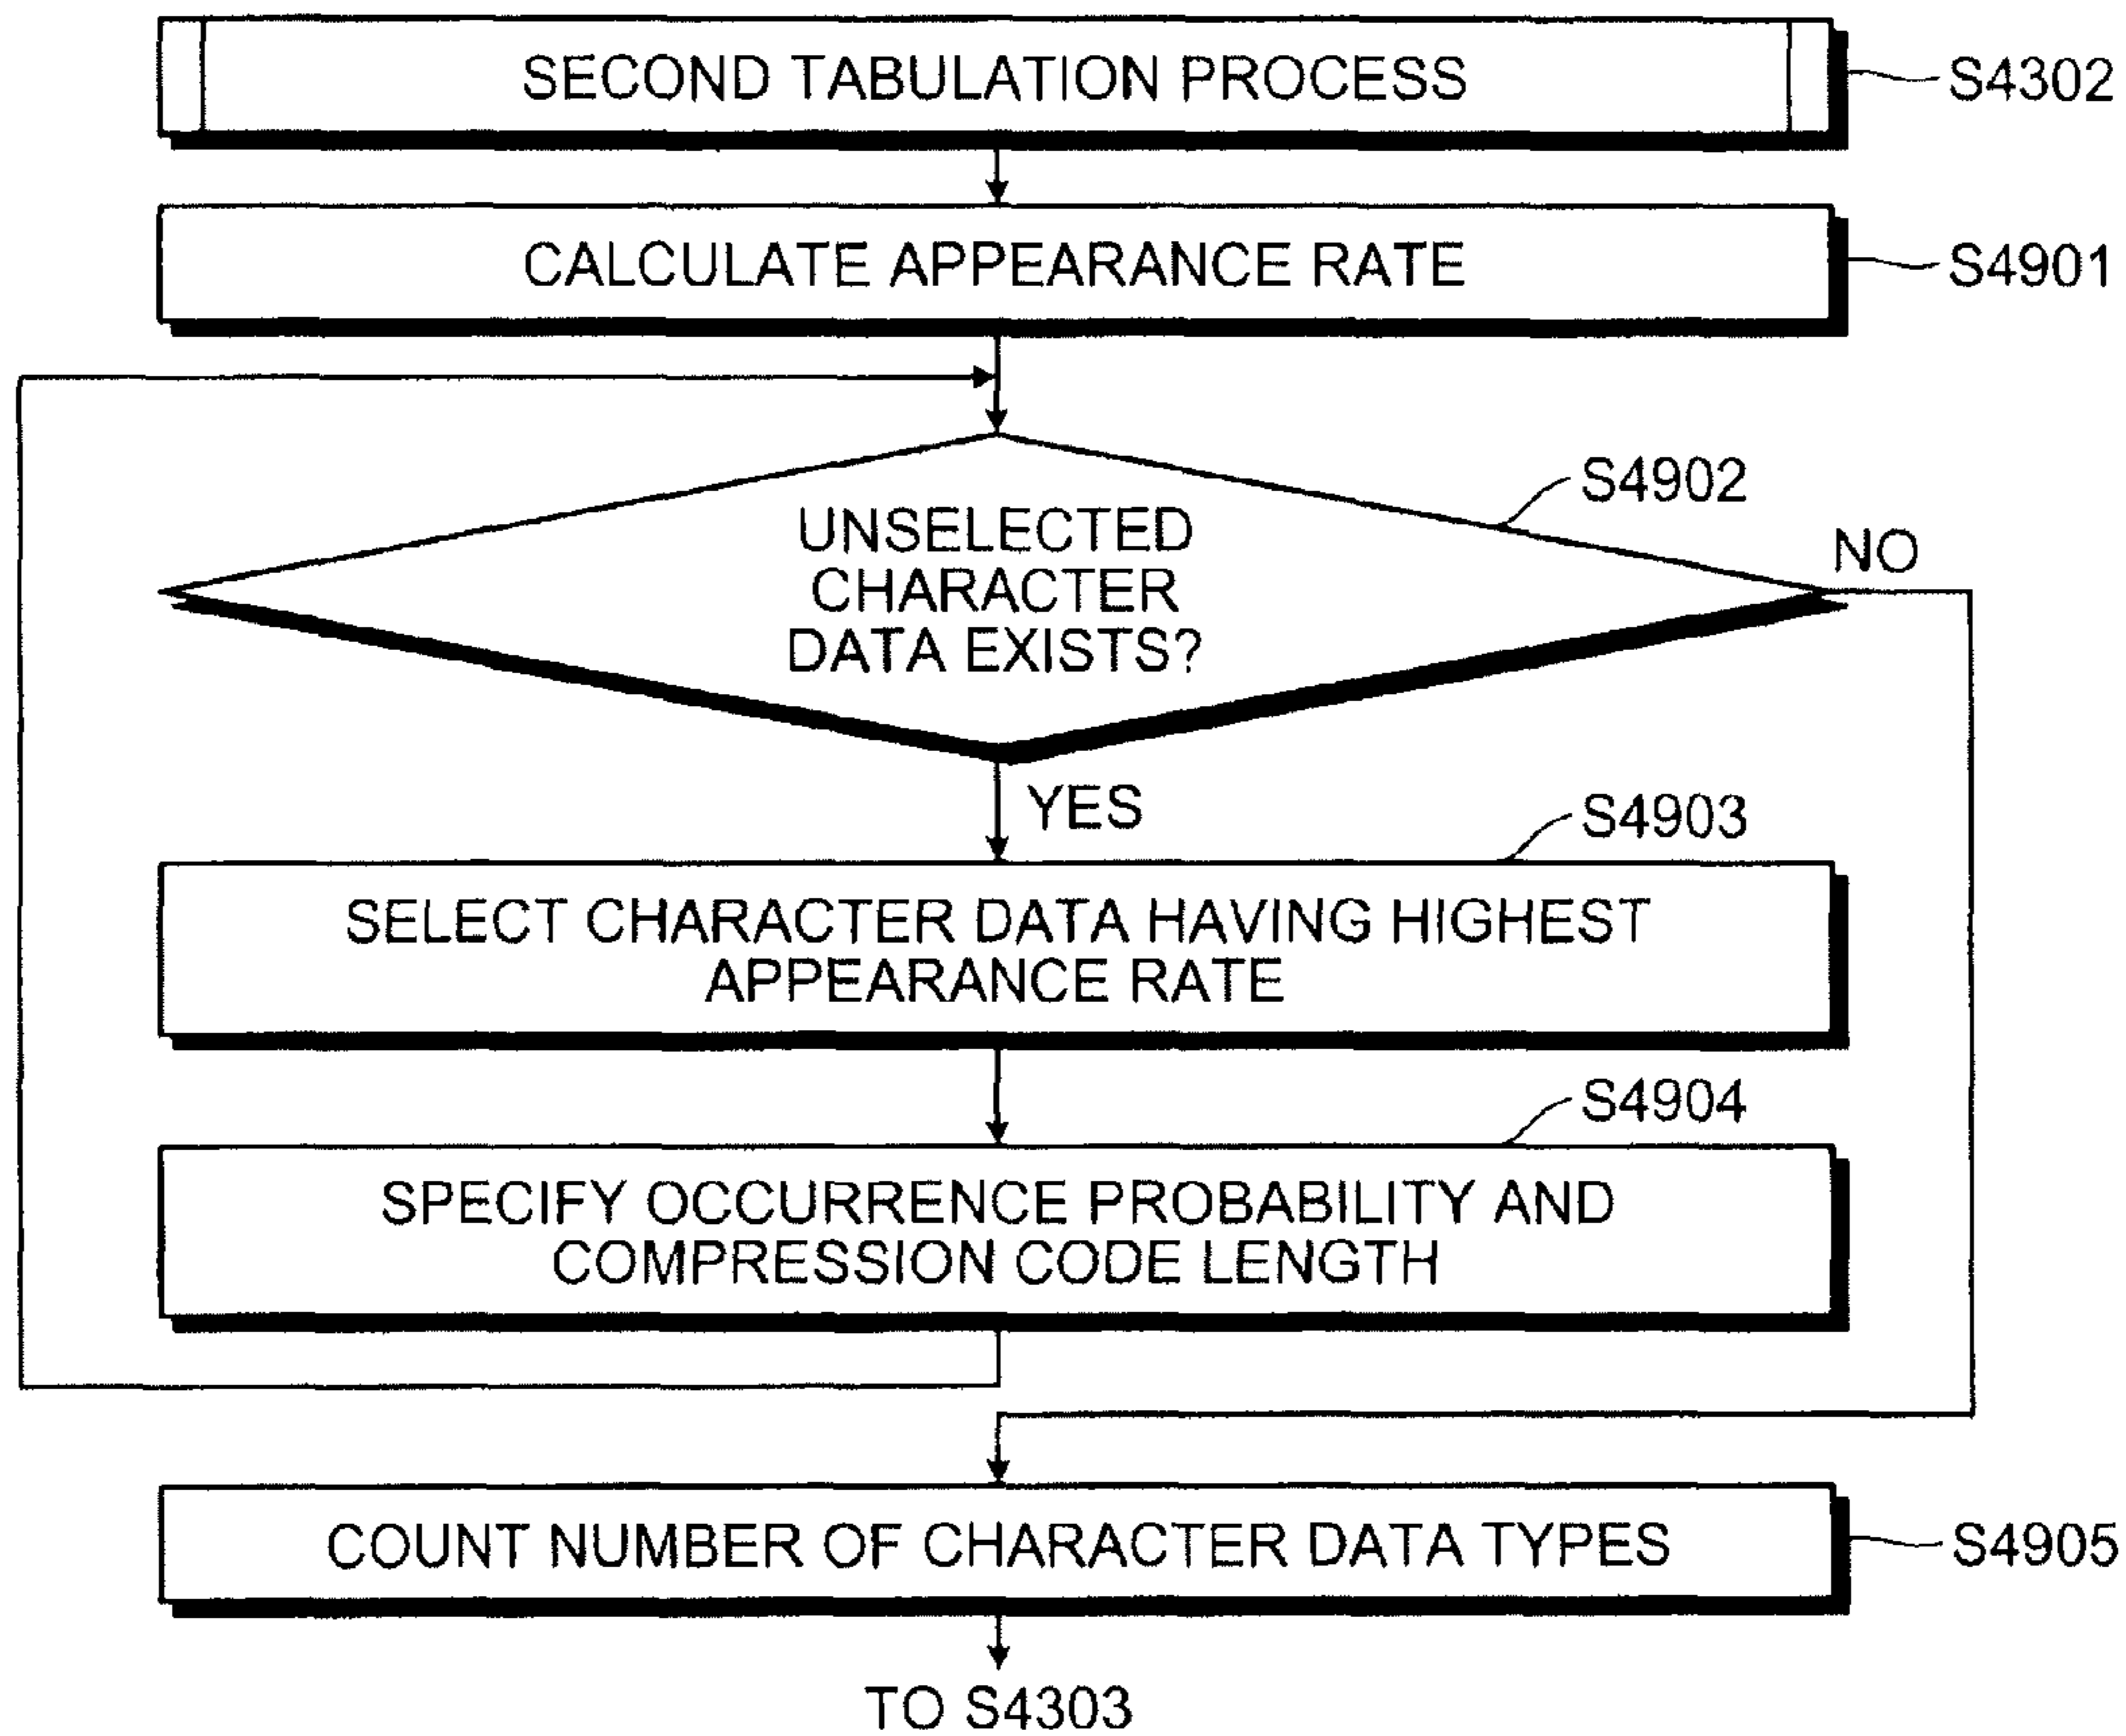 SECOND TABULATION PROCESS
S4302
CALCULATE APPEARANCE RATE
S4901
S4902
UNSELECTED
CHARACTER
DATA EXISTS?
NO
YES
S4903
SELECT CHARACTER DATA HAVING HIGHEST
APPEARANCE RATE
S4904
SPECIFY OCCURRENCE PROBABILITY AND
COMPRESSION CODE LENGTH
COUNT NUMBER OF CHARACTER DATA TYPES
S4905
TO S4303